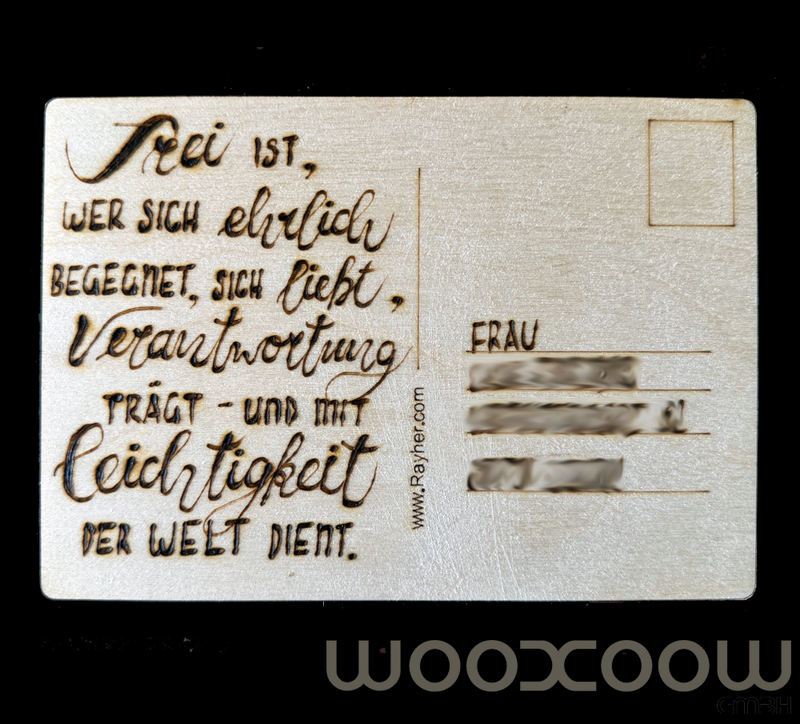 Frei IST,
WER SICH ehrlich
BEGEGNET, SICH liebt,
Verantwortung
TRÄGT - UND MIT
leichtigkeit
DER WELT DIENT.
www.Rayher.com
FRAU
WOOXOOW
GMBH